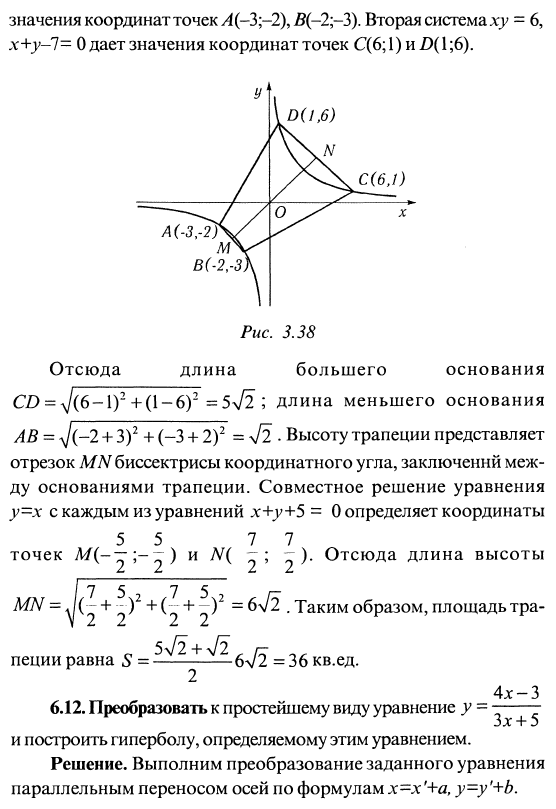 значения координат точек A(–3;–2), B(–2;–3). Вторая система xy = 6,
x+y–7= 0 дает значения координат точек C(6;1) и D(1;6).
y
D(1,6)
N
C(6,1)
O
x
A(-3,-2)
M
B(-2,-3)
Рис. 3.38
Отсюда длина большего основания
CD = √((6–1)² + (1–6)²) = 5√2 ; длина меньшего основания
AB = √((–2+3)² + (–3+2)²) = √2 . Высоту трапеции представляет
отрезок MN биссектрисы координатного угла, заключеннй меж-
ду основаниями трапеции. Совместное решение уравнения
y=x с каждым из уравнений x+y+5 = 0 определяет координаты
точек M(–5/2 ;–5/2 ) и N( 7/2 ; 7/2 ). Отсюда длина высоты
MN = √((7/2 + 5/2)² + (7/2 + 5/2)²) = 6√2 . Таким образом, площадь тра-
пеции равна S = (5√2 + √2)/2 6√2 = 36 кв.ед.
6.12. Преобразовать к простейшему виду уравнение y = (4x – 3)/(3x + 5)
и построить гиперболу, определяемому этим уравнением.
Решение. Выполним преобразование заданного уравнения
параллельным переносом осей по формулам x=x'+a, y=y'+b.